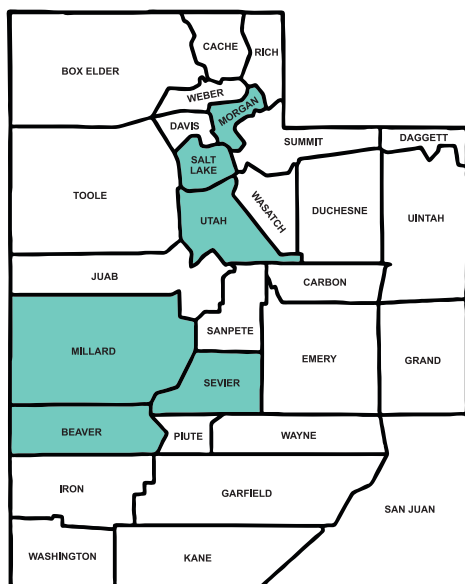 CACHE
RICH
BOX ELDER
WEBER
MORGAN
DAVIS
SUMMIT
DAGGETT
SALT
LAKE
TOOLE
WASATCH
DUCHESNE
UINTAH
UTAH
JUAB
CARBON
SANPETE
MILLARD
EMERY
GRAND
SEVIER
BEAVER
PIUTE
WAYNE
IRON
GARFIELD
SAN JUAN
WASHINGTON
KANE